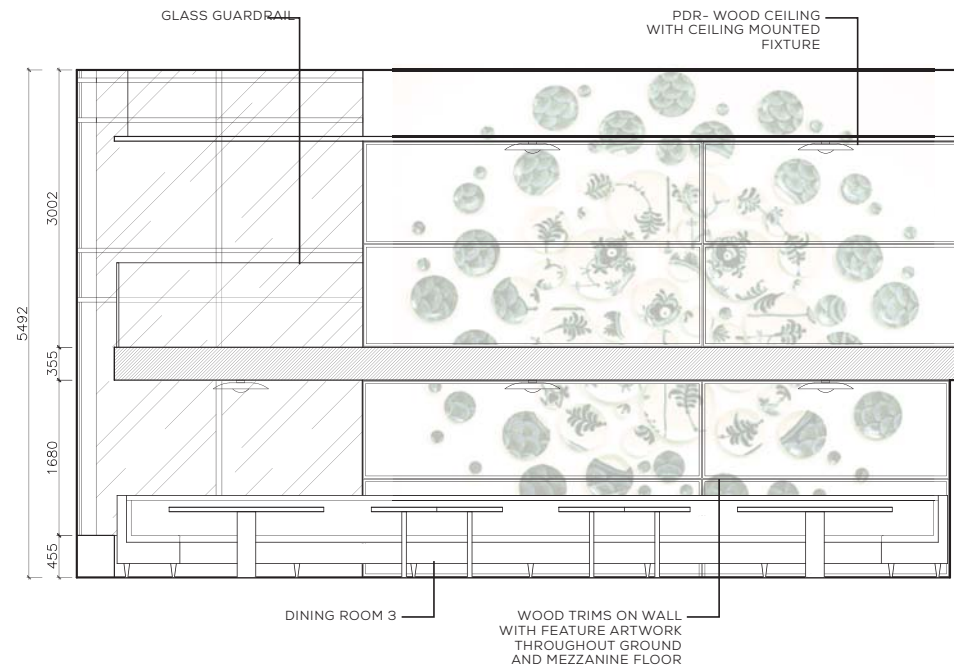 GLASS GUARDRAIL
PDR- WOOD CEILING
WITH CEILING MOUNTED
FIXTURE
3002
5492
355
1680
455
DINING ROOM 3
WOOD TRIMS ON WALL
WITH FEATURE ARTWORK
THROUGHOUT GROUND
AND MEZZANINE FLOOR